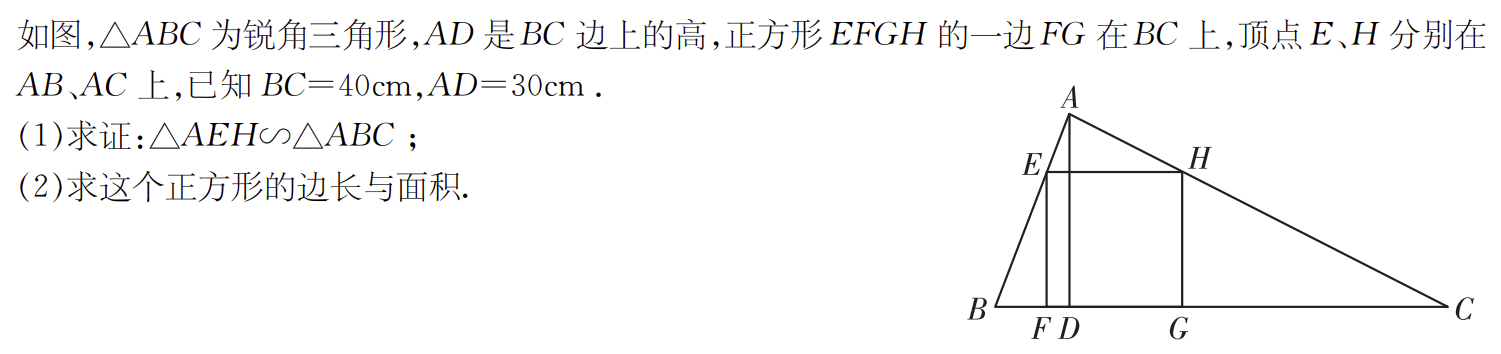 如图,△ABC 为锐角三角形,AD 是 BC 边上的高,正方形 EFGH 的一边 FG 在 BC 上,顶点 E、H 分别在
AB、AC 上,已知 BC=40cm,AD=30cm .
(1)求证:△AEH∽△ABC ;
(2)求这个正方形的边长与面积.
A
E
H
B
F
D
G
C